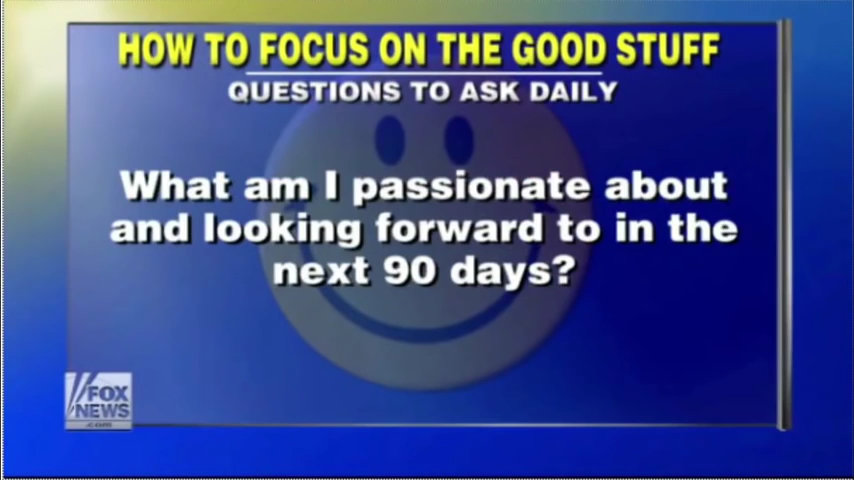 HOW TO FOCUS ON THE GOOD STUFF
QUESTIONS TO ASK DAILY
What am I passionate about
and looking forward to in the
next 90 days?
FOX
NEWS
.com